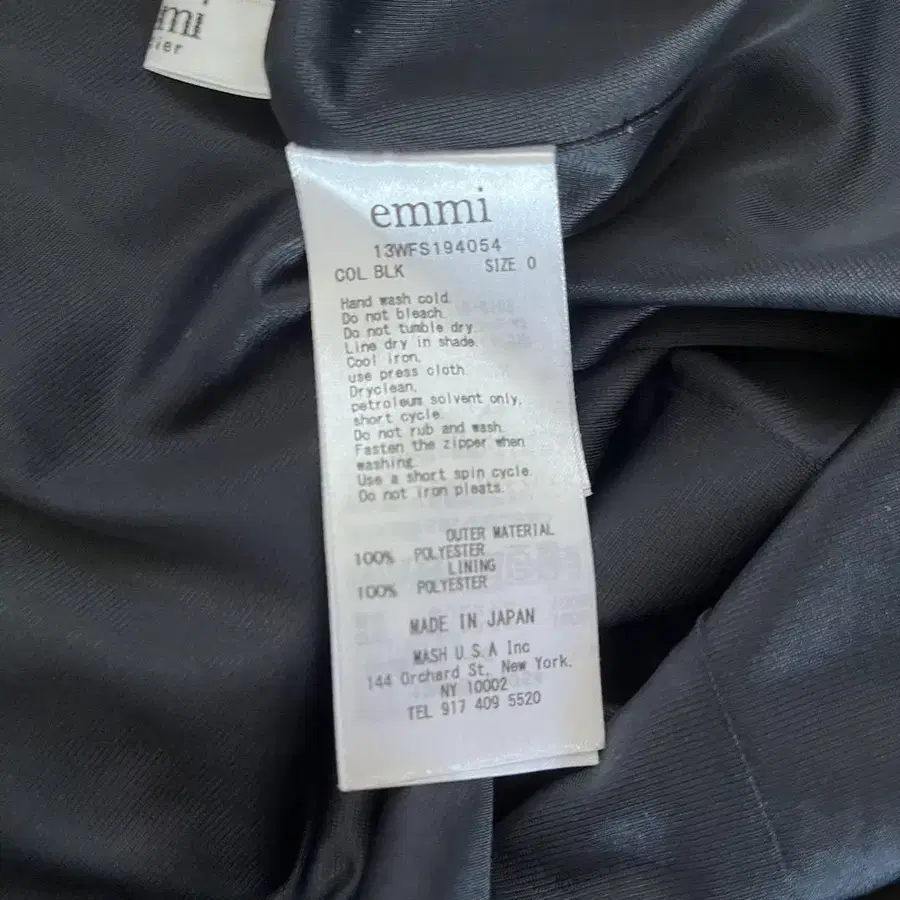 mi
ier
emmi
13WFS194054
COL BLK SIZE 0
Hand wash cold.
Do not bleach.
Do not tumble dry.
Line dry in shade.
Cool iron.
use press cloth.
Dryclean,
petroleum solvent only,
short cycle.
Do not rub and wash.
Fasten the zipper when
washing.
Use a short spin cycle.
Do not iron pleats.
OUTER MATERIAL
100% POLYESTER
LINING
100% POLYESTER
MADE IN JAPAN
MASH U.S.A Inc
144 Orchard St, New York.
NY 10002
TEL 917 409 5520